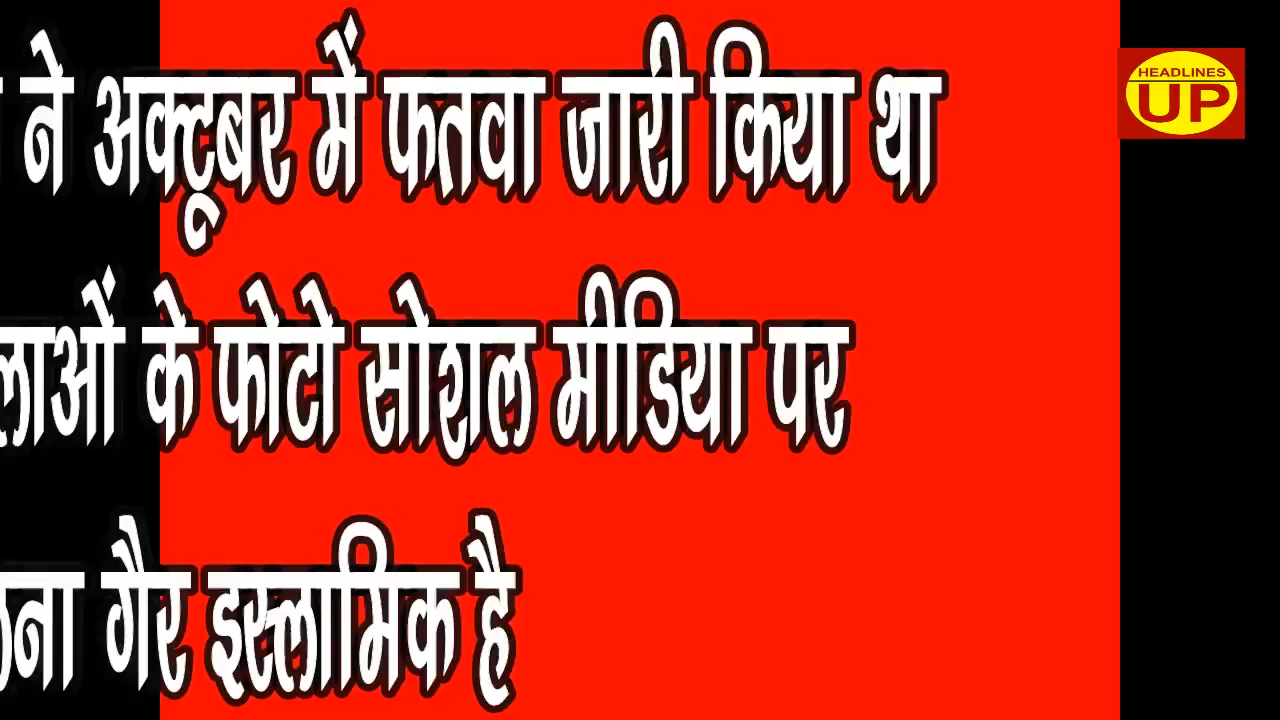 ने अक्टूबर में फतवा जारी किया था
HEADLINES
UP
के फोटो सोशल मीडिया पर
गैर इस्लामिक है